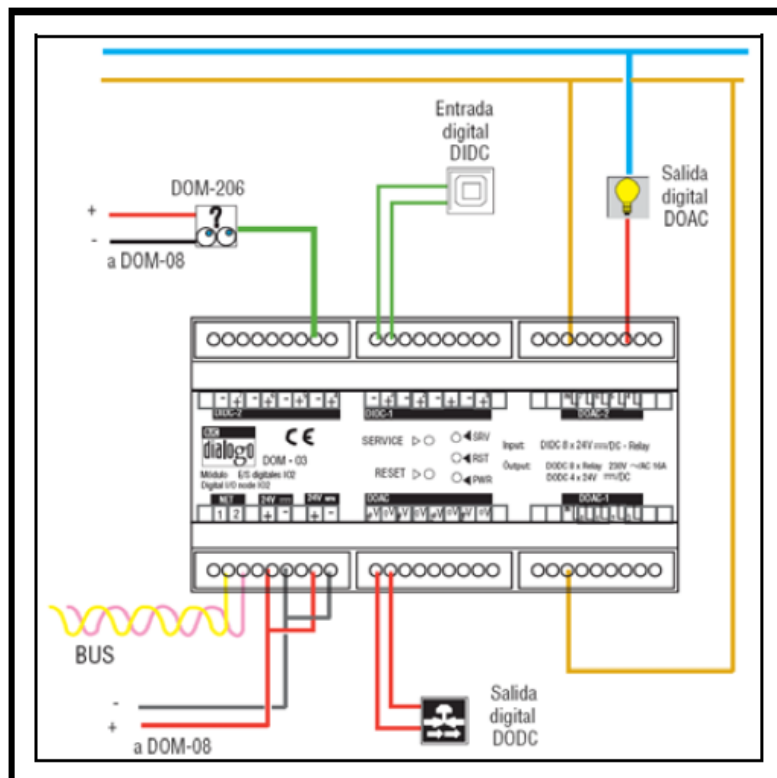 Entrada
digital
DIDC
DOM-206
?
+
-
a DOM-08
Salida
digital
DOAC
DIDC-2
DIDC-1
DOAC-2
dialogo
CE
DOM - 03
Módulo E/S digitales IO2
Digital I/O node IO2
SERVICE
RESET
SRV
RST
PWR
Input: DIDC 8 x 24V /DC - Relay
Output: DODC 8 x Relay 230V ~/AC 16A
DODC 4 x 24V /DC
NET
1 2
24V
+ -
24V
+ -
DOAC
DOAC-1
BUS
-
+
a DOM-08
Salida
digital
DODC